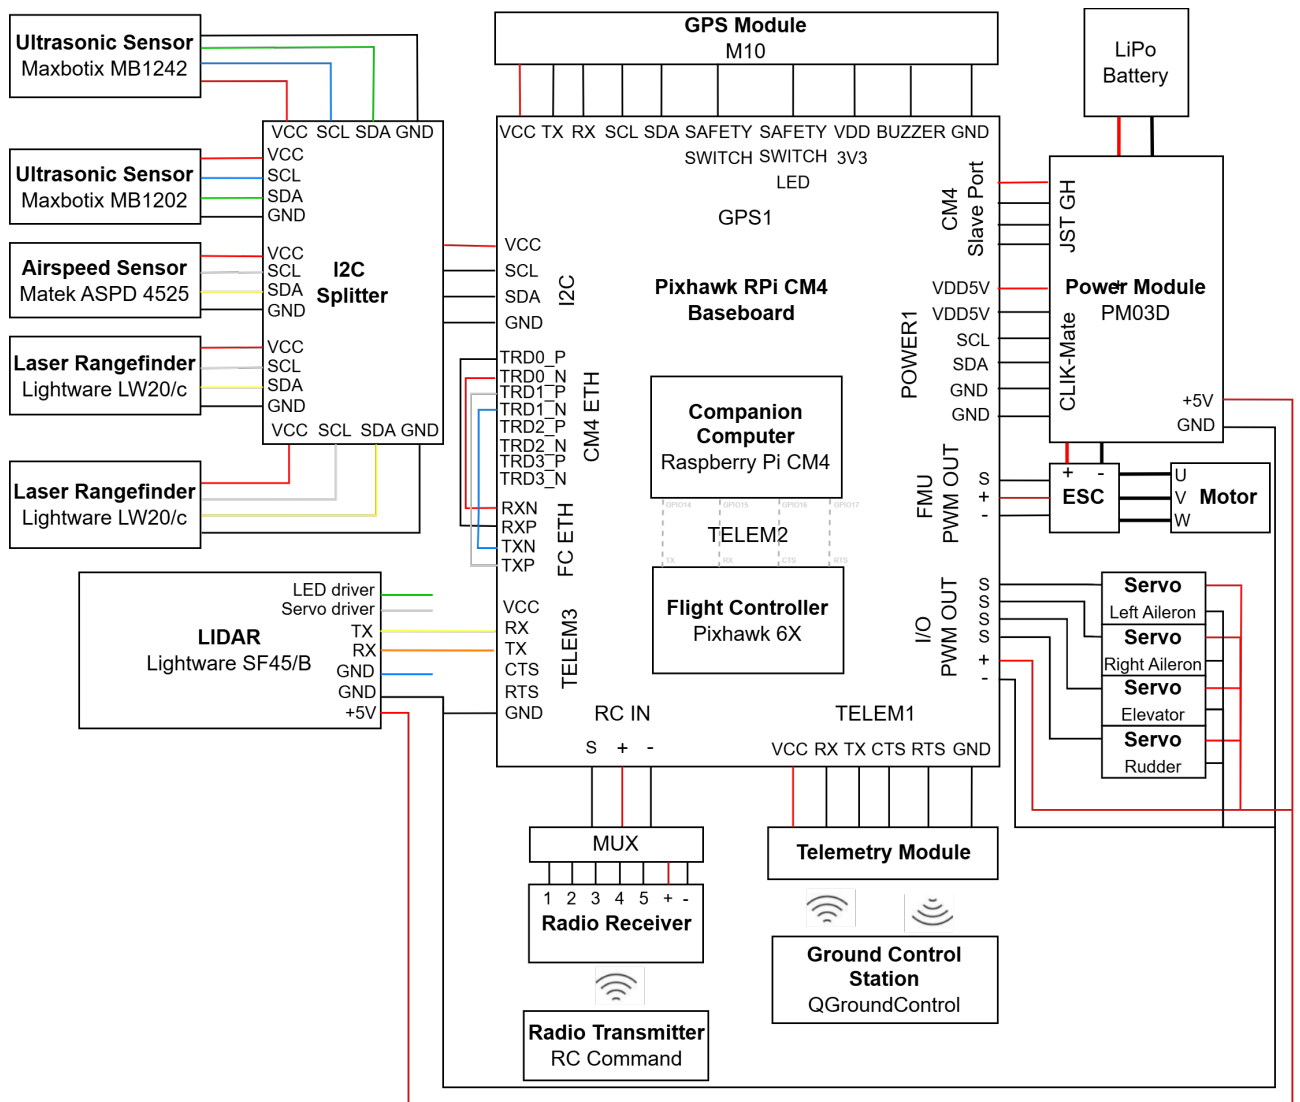 Ultrasonic Sensor
Maxbotix MB1242
Ultrasonic Sensor
Maxbotix MB1202
Airspeed Sensor
Matek ASPD 4525
Laser Rangefinder
Lightware LW20/c
Laser Rangefinder
Lightware LW20/c
VCC SCL SDA GND
VCC
SCL
SDA
GND
VCC
SCL
SDA
GND
VCC
SCL
SDA
GND
VCC SCL SDA GND
I2C
Splitter
GPS Module
M10
VCC TX RX SCL SDA SAFETY SAFETY VDD BUZZER GND
SWITCH SWITCH 3V3
LED
GPS1
VCC
SCL
SDA
GND
I2C
Pixhawk RPi CM4
Baseboard
TRD0_P
TRD0_N
TRD1_P
TRD1_N
TRD2_P
TRD2_N
TRD3_P
TRD3_N
CM4 ETH
RXN
RXP
TXN
TXP
FC ETH
VCC
RX
TX
CTS
RTS
GND
TELEM3
Companion
Computer
Raspberry Pi CM4
GPIO14 GPIO15 GPIO16 GPIO17
TELEM2
TX RX CTS RTS
Flight Controller
Pixhawk 6X
RC IN
S + -
TELEM1
VCC RX TX CTS RTS GND
CM4
Slave Port
VDD5V
VDD5V
SCL
SDA
GND
GND
POWER1
S
+
-
FMU
PWM OUT
S
S
S
S
+
-
I/O
PWM OUT
LiPo
Battery
JST GH
+
Power Module
PM03D
CLIK-Mate
+5V
GND
+ -
ESC
U
V
W
Motor
Servo
Left Aileron
Servo
Right Aileron
Servo
Elevator
Servo
Rudder
LED driver
Servo driver
TX
RX
GND
GND
+5V
LIDAR
Lightware SF45/B
MUX
1 2 3 4 5 + -
Radio Receiver
Radio Transmitter
RC Command
Telemetry Module
Ground Control
Station
QGroundControl